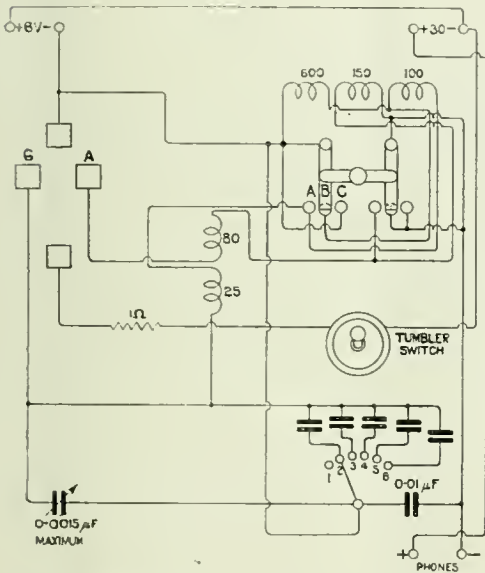 +8V-
+30-
600 150 100
G A
A B C
80
25
1Ω
TUMBLER
SWITCH
1 2 3 4 5 6
0·01 μF
0-0015 μF
MAXIMUM
+ -
PHONES